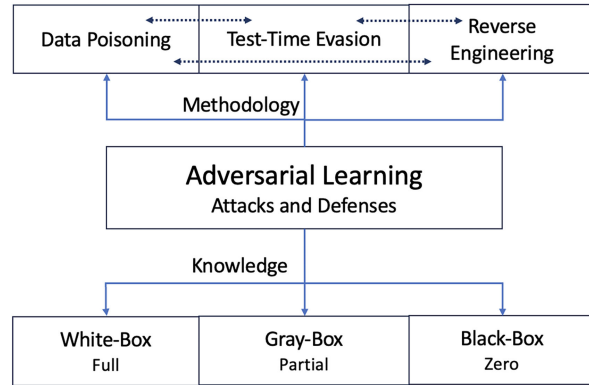 Data Poisoning
Test-Time Evasion
Reverse
Engineering
Methodology
Adversarial Learning
Attacks and Defenses
Knowledge
White-Box
Full
Gray-Box
Partial
Black-Box
Zero